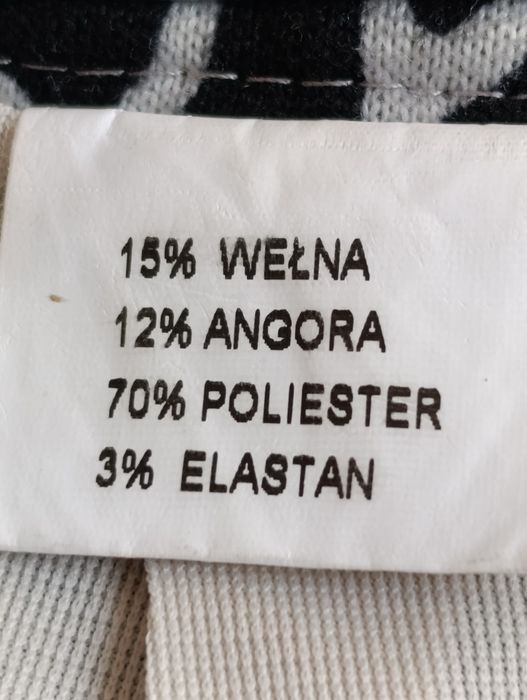 15% WEŁNA
12% ANGORA
70% POLIESTER
3% ELASTAN